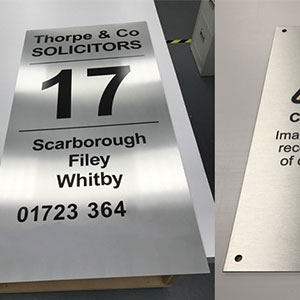 Thorpe & Co
SOLICITORS
17
Scarborough
Filey
Whitby
01723 364